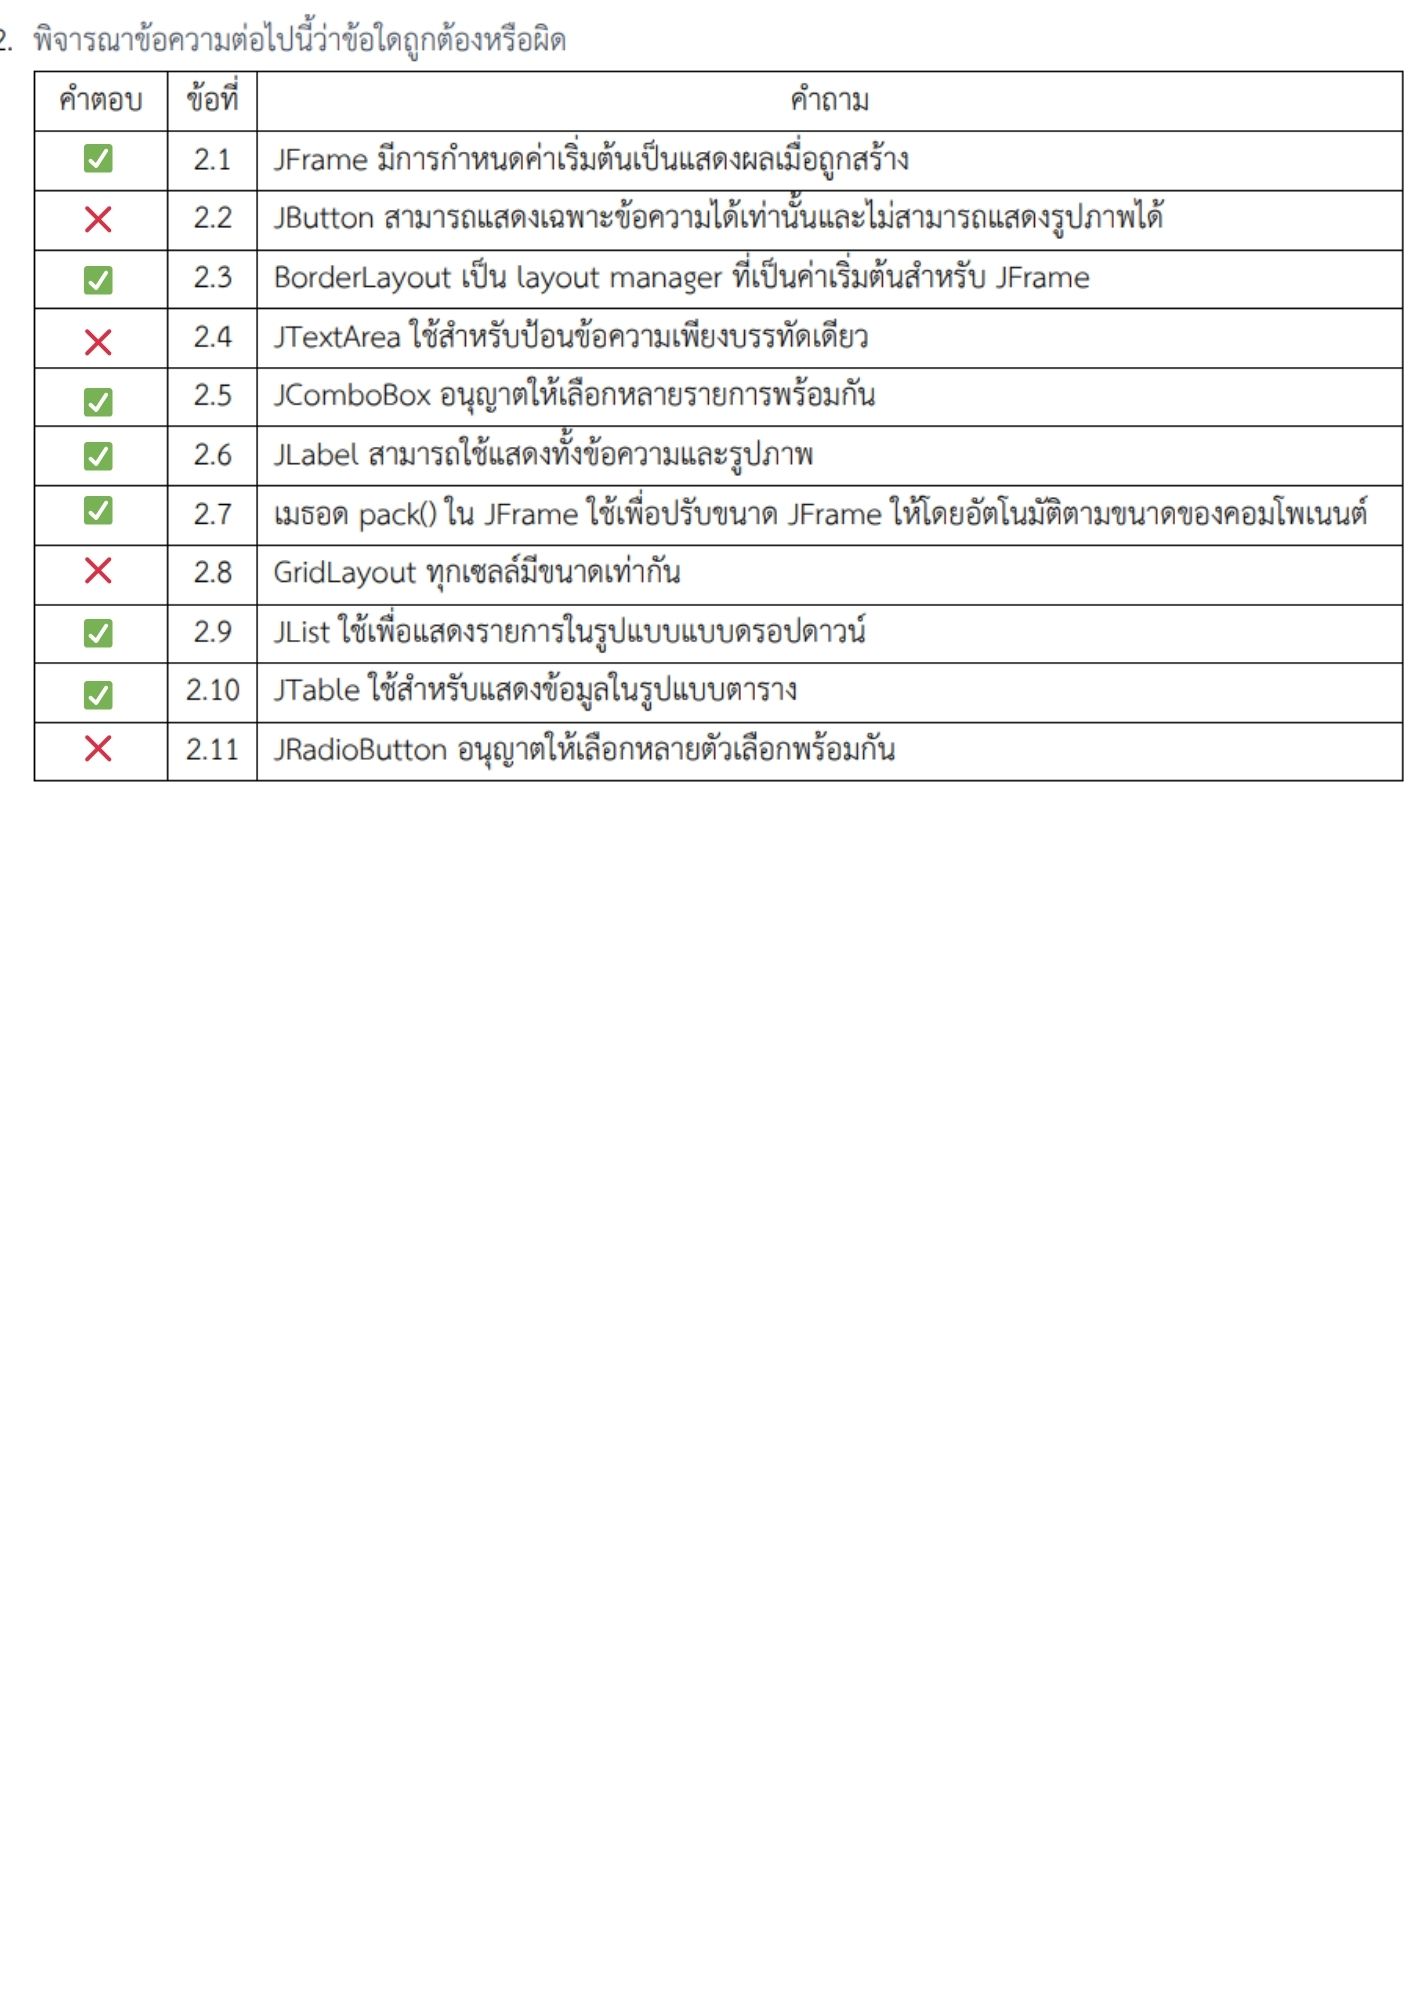 2. พิจารณาข้อความต่อไปนี้ว่าข้อใดถูกต้องหรือผิด
คำตอบ ข้อที่ คำถาม
✅ 2.1 JFrame มีการกำหนดค่าเริ่มต้นเป็นแสดงผลเมื่อถูกสร้าง
❌ 2.2 JButton สามารถแสดงเฉพาะข้อความได้เท่านั้นและไม่สามารถแสดงรูปภาพได้
✅ 2.3 BorderLayout เป็น layout manager ที่เป็นค่าเริ่มต้นสำหรับ JFrame
❌ 2.4 JTextArea ใช้สำหรับป้อนข้อความเพียงบรรทัดเดียว
✅ 2.5 JComboBox อนุญาตให้เลือกหลายรายการพร้อมกัน
✅ 2.6 JLabel สามารถใช้แสดงทั้งข้อความและรูปภาพ
✅ 2.7 เมธอด pack() ใน JFrame ใช้เพื่อปรับขนาด JFrame ให้โดยอัตโนมัติตามขนาดของคอมโพเนนต์
❌ 2.8 GridLayout ทุกเซลล์มีขนาดเท่ากัน
✅ 2.9 JList ใช้เพื่อแสดงรายการในรูปแบบแบบดรอปดาวน์
✅ 2.10 JTable ใช้สำหรับแสดงข้อมูลในรูปแบบตาราง
❌ 2.11 JRadioButton อนุญาตให้เลือกหลายตัวเลือกพร้อมกัน